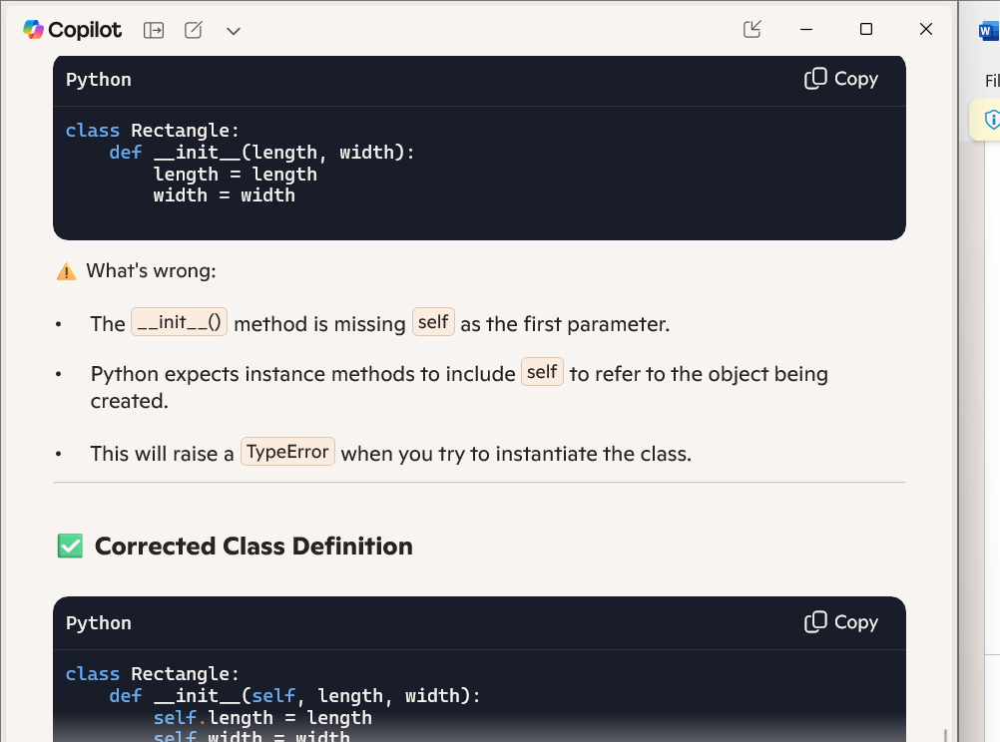 Copilot
Python
Copy
class Rectangle:
    def __init__(length, width):
        length = length
        width = width
What's wrong:
• The __init__() method is missing self as the first parameter.
• Python expects instance methods to include self to refer to the object being
created.
• This will raise a TypeError when you try to instantiate the class.
Corrected Class Definition
Python
Copy
class Rectangle:
    def __init__(self, length, width):
        self.length = length
        self.width = width
W
Fil